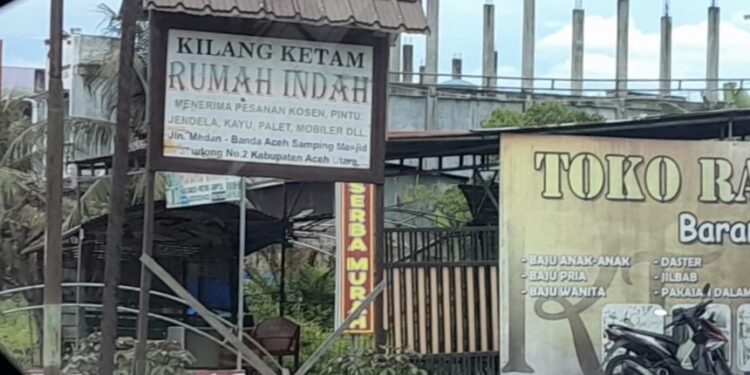 KILANG KETAM
RUMAH INDAH
MENERIMA PESANAN KOSEN, PINTU,
JENDELA, KAYU, PALET, MOBILER DLL.
Jln. Medan - Banda Aceh Samping Masjid
No.2 Kabupaten Aceh Utara
SERBA MURAH
TOKO RA
Baran
- BAJU ANAK-ANAK
- BAJU PRIA
- BAJU WANITA
- DASTER
- JILBAB
- PAKAIAN DALAM